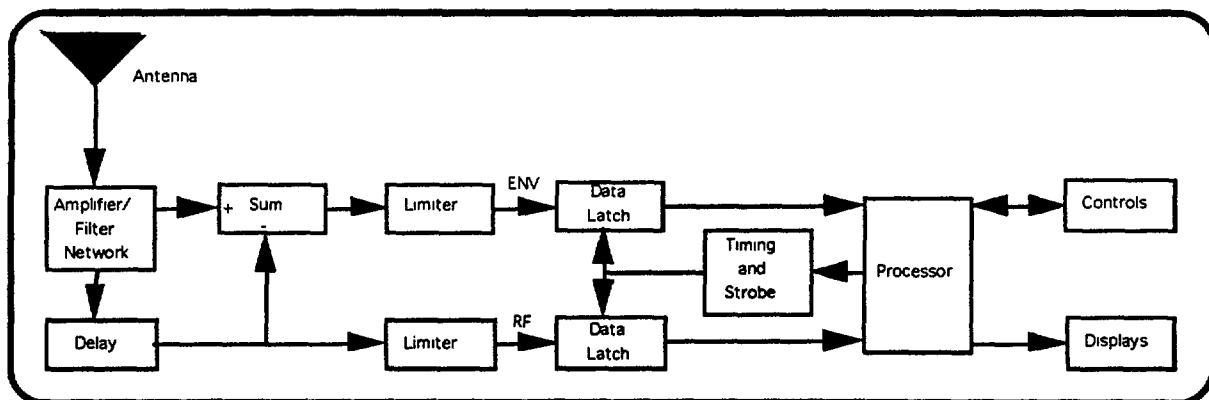 Antenna
Amplifier/
Filter
Network
+ Sum
-
Limiter
ENV
Data
Latch
Controls
Timing
and
Strobe
Processor
Delay
Limiter
RF
Data
Latch
Displays